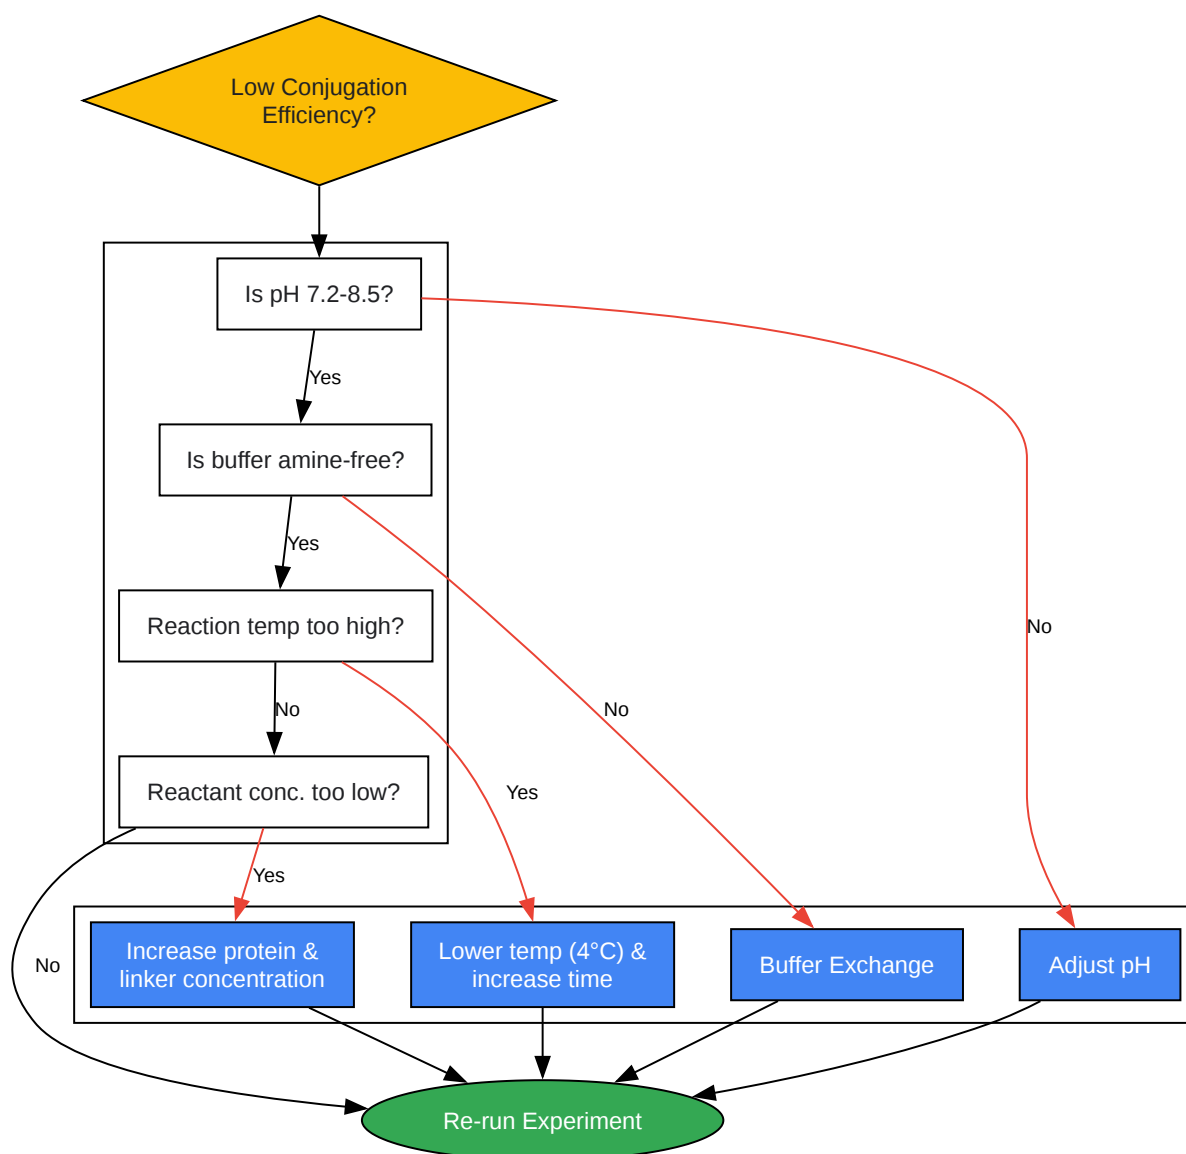 Low Conjugation
Efficiency?
Is pH 7.2-8.5?
Yes
Is buffer amine-free?
Yes
Reaction temp too high?
No
No
No
Reactant conc. too low?
Yes
Yes
No
Increase protein &
linker concentration
Lower temp (4°C) &
increase time
Buffer Exchange
Adjust pH
Re-run Experiment